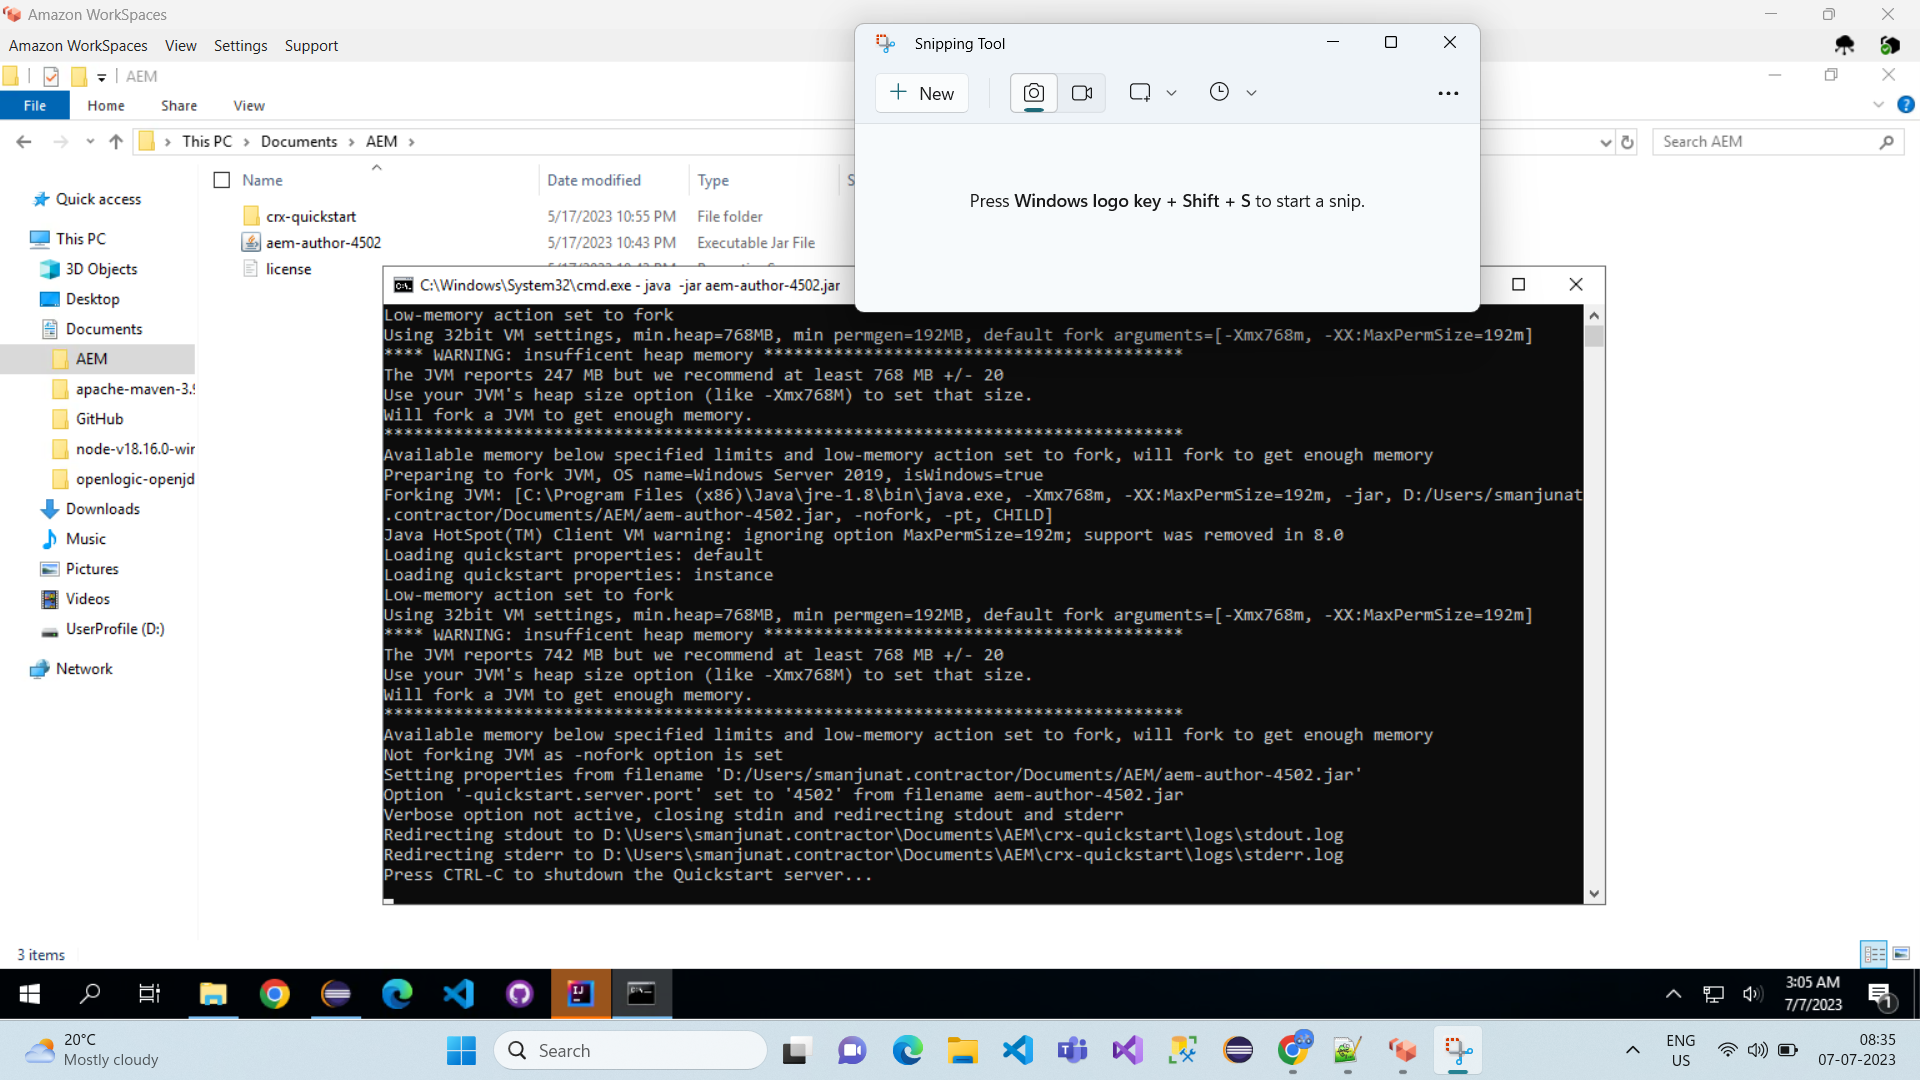 Amazon WorkSpaces
Amazon WorkSpaces View Settings Support
AEM
File Home Share View
This PC Documents AEM
Search AEM
Name Date modified Type
crx-quickstart 5/17/2023 10:55 PM File folder
aem-author-4502 5/17/2023 10:43 PM Executable Jar File
license
Quick access
This PC
3D Objects
Desktop
Documents
AEM
apache-maven-3.9
GitHub
node-v18.16.0-wir
openlogic-openjd
Downloads
Music
Pictures
Videos
UserProfile (D:)
Network
3 items
Snipping Tool
New
Press Windows logo key + Shift + S to start a snip.
C:\Windows\System32\cmd.exe - java -jar aem-author-4502.jar
Low-memory action set to fork
Using 32bit VM settings, min.heap=768MB, min permgen=192MB, default fork arguments=[-Xmx768m, -XX:MaxPermSize=192m]
**** WARNING: insufficent heap memory ******************************************
The JVM reports 247 MB but we recommend at least 768 MB +/- 20
Use your JVM's heap size option (like -Xmx768M) to set that size.
Will fork a JVM to get enough memory.
********************************************************************************
Available memory below specified limits and low-memory action set to fork, will fork to get enough memory
Preparing to fork JVM, OS name=Windows Server 2019, isWindows=true
Forking JVM: [C:\Program Files (x86)\Java\jre-1.8\bin\java.exe, -Xmx768m, -XX:MaxPermSize=192m, -jar, D:/Users/smanjunat
.contractor/Documents/AEM/aem-author-4502.jar, -nofork, -pt, CHILD]
Java HotSpot(TM) Client VM warning: ignoring option MaxPermSize=192m; support was removed in 8.0
Loading quickstart properties: default
Loading quickstart properties: instance
Low-memory action set to fork
Using 32bit VM settings, min.heap=768MB, min permgen=192MB, default fork arguments=[-Xmx768m, -XX:MaxPermSize=192m]
**** WARNING: insufficent heap memory ******************************************
The JVM reports 742 MB but we recommend at least 768 MB +/- 20
Use your JVM's heap size option (like -Xmx768M) to set that size.
Will fork a JVM to get enough memory.
********************************************************************************
Available memory below specified limits and low-memory action set to fork, will fork to get enough memory
Not forking JVM as -nofork option is set
Setting properties from filename 'D:/Users/smanjunat.contractor/Documents/AEM/aem-author-4502.jar'
Option '-quickstart.server.port' set to '4502' from filename aem-author-4502.jar
Verbose option not active, closing stdin and redirecting stdout and stderr
Redirecting stdout to D:\Users\smanjunat.contractor\Documents\AEM\crx-quickstart\logs\stdout.log
Redirecting stderr to D:\Users\smanjunat.contractor\Documents\AEM\crx-quickstart\logs\stderr.log
Press CTRL-C to shutdown the Quickstart server...
3:05 AM
7/7/2023
1
20°C
Mostly cloudy
Search
ENG
US
08:35
07-07-2023